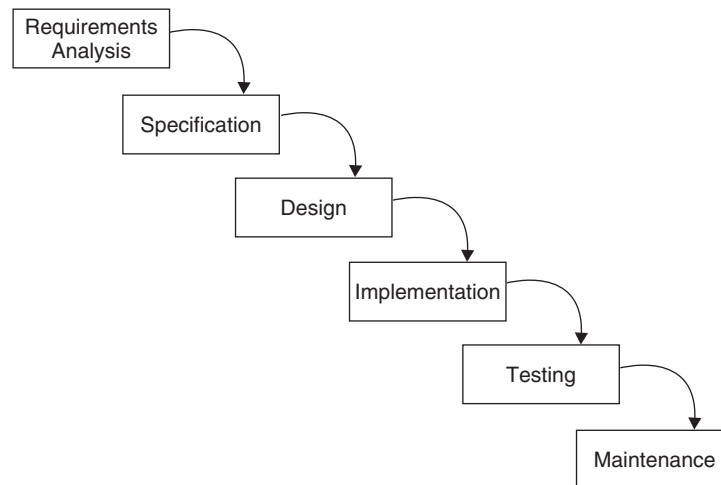 Requirements
Analysis
Specification
Design
Implementation
Testing
Maintenance